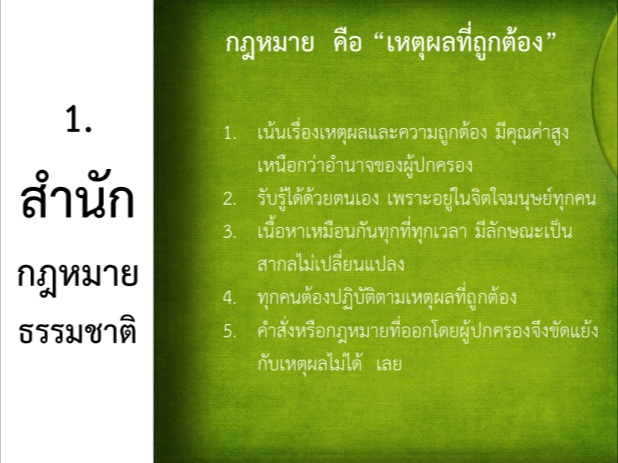 1.
สำนัก
กฎหมาย
ธรรมชาติ
กฎหมาย คือ “เหตุผลที่ถูกต้อง”
1. เน้นเรื่องเหตุผลและความถูกต้อง มีคุณค่าสูง
เหนือกว่าอำนาจของผู้ปกครอง
2. รับรู้ได้ด้วยตนเอง เพราะอยู่ในจิตใจมนุษย์ทุกคน
3. เนื้อหาเหมือนกันทุกที่ทุกเวลา มีลักษณะเป็น
สากลไม่เปลี่ยนแปลง
4. ทุกคนต้องปฏิบัติตามเหตุผลที่ถูกต้อง
5. คำสั่งหรือกฎหมายที่ออกโดยผู้ปกครองจึงขัดแย้ง
กับเหตุผลไม่ได้ เลย